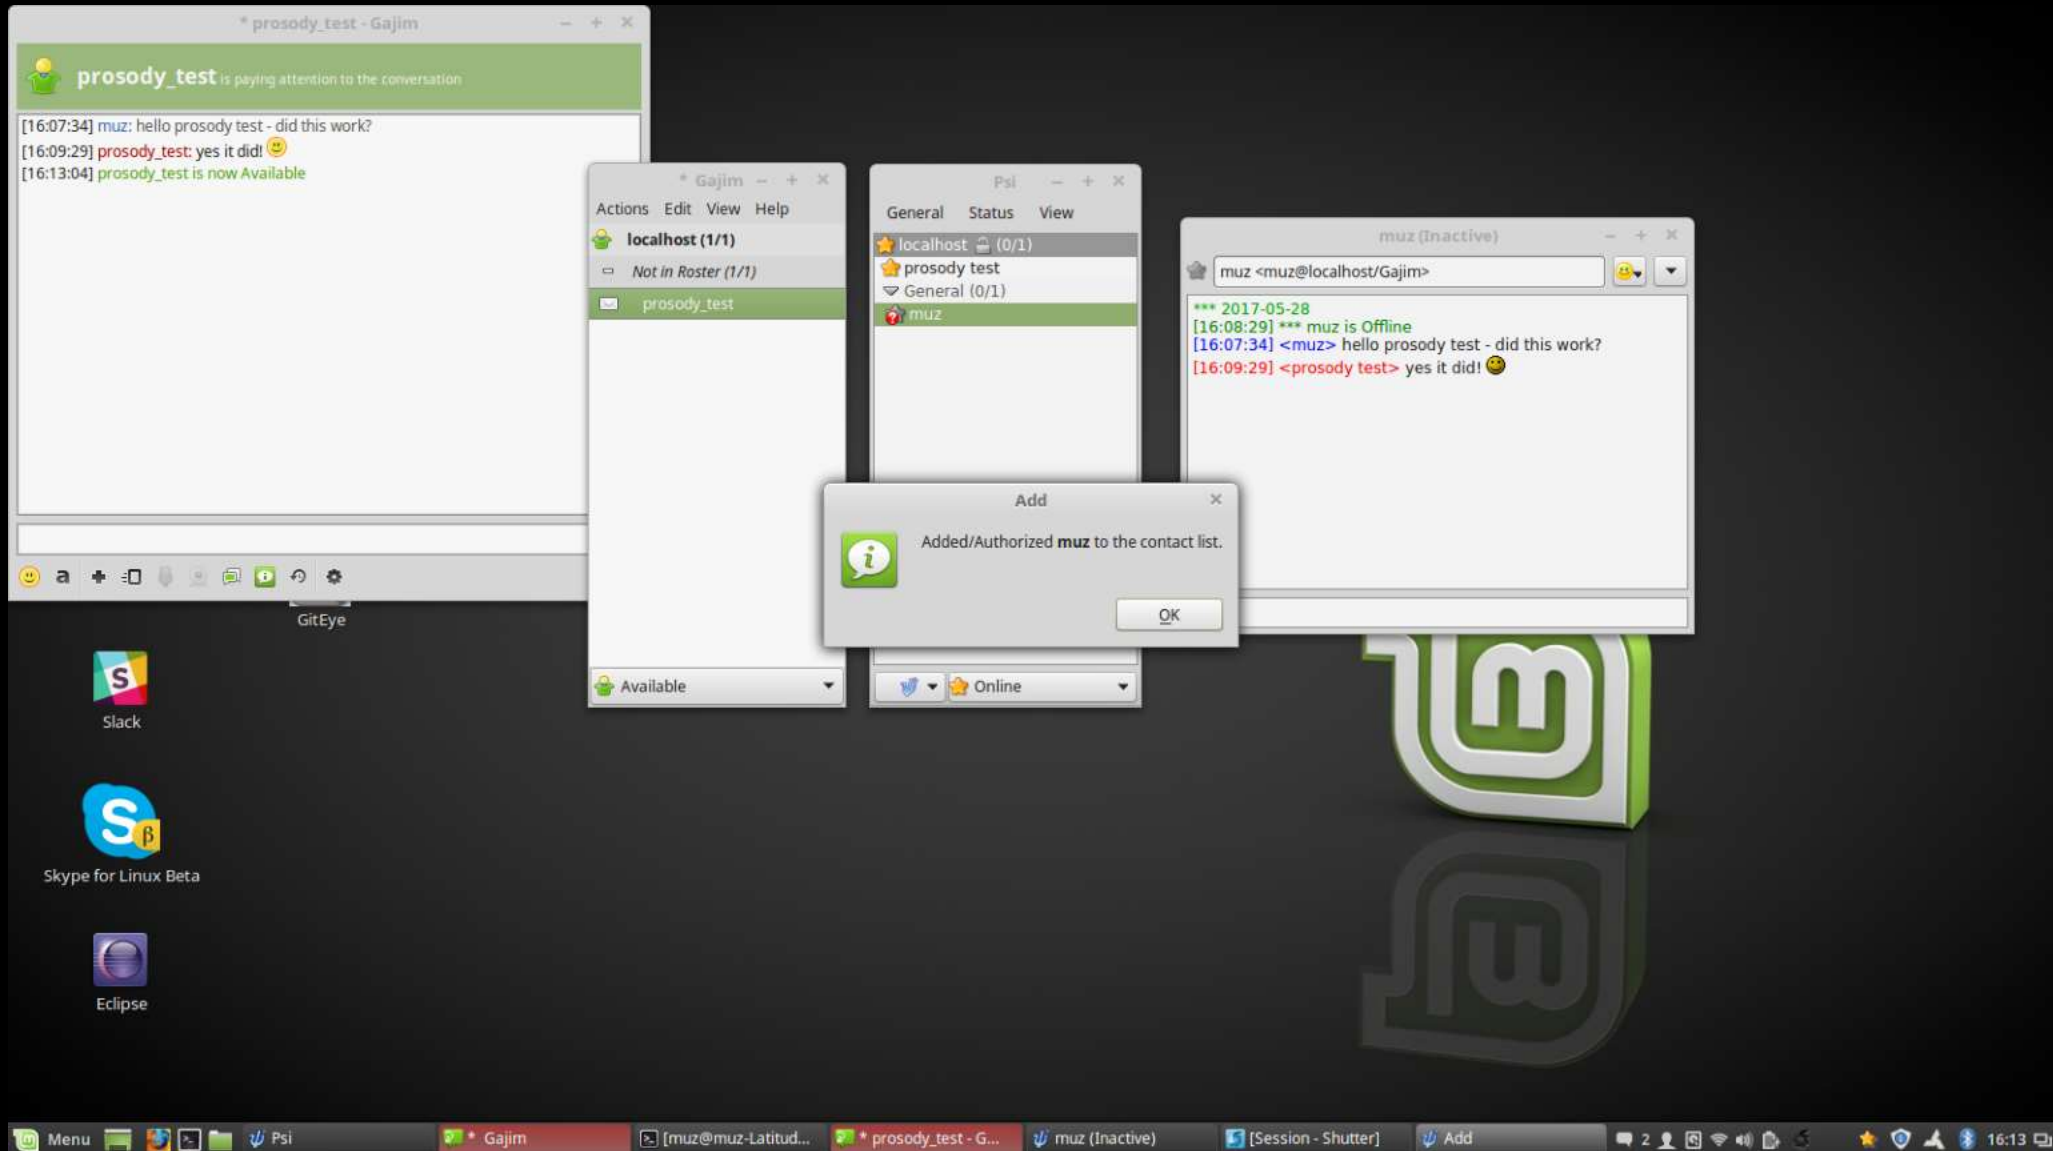 * prosody_test - Gajim
prosody_test is paying attention to the conversation
[16:07:34] muz: hello prosody test - did this work?
[16:09:29] prosody_test: yes it did!
[16:13:04] prosody_test is now Available
* Gajim
Actions Edit View Help
localhost (1/1)
Not in Roster (1/1)
prosody_test
Available
Psi
General Status View
localhost (0/1)
prosody test
General (0/1)
muz
Online
muz (Inactive)
muz <muz@localhost/Gajim>
*** 2017-05-28
[16:08:29] *** muz is Offline
[16:07:34] <muz> hello prosody test - did this work?
[16:09:29] <prosody test> yes it did!
Add
Added/Authorized muz to the contact list.
OK
GitEye
Slack
Skype for Linux Beta
Eclipse
Menu
Psi
* Gajim
[muz@muz-Latitud...
* prosody_test - G...
muz (Inactive)
[Session - Shutter]
Add
2
16:13